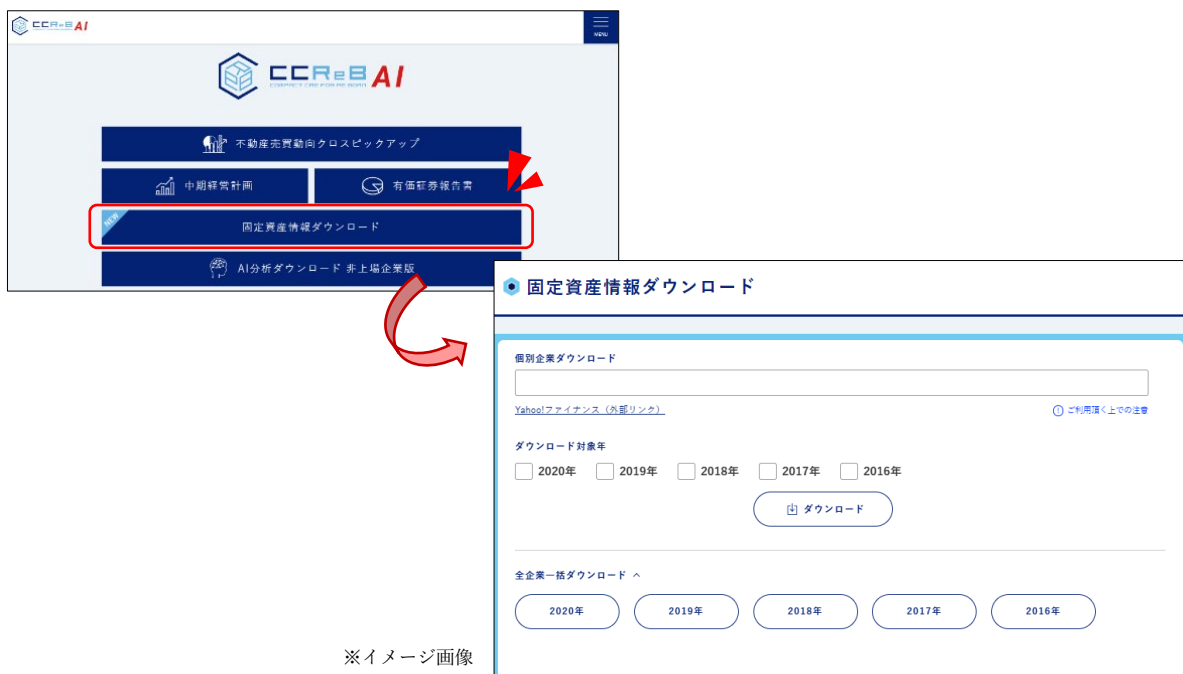 CCReB AI
MENU
CCReB AI
不動産売買動向クロスピックアップ
中期経営計画
有価証券報告書
NEW
固定資産情報ダウンロード
AI分析ダウンロード 非上場企業版
固定資産情報ダウンロード
個別企業ダウンロード
Yahoo!ファイナンス（外部リンク）
ご利用頂く上での注意
ダウンロード対象年
2020年 2019年 2018年 2017年 2016年
ダウンロード
全企業一括ダウンロード
2020年 2019年 2018年 2017年 2016年
※イメージ画像